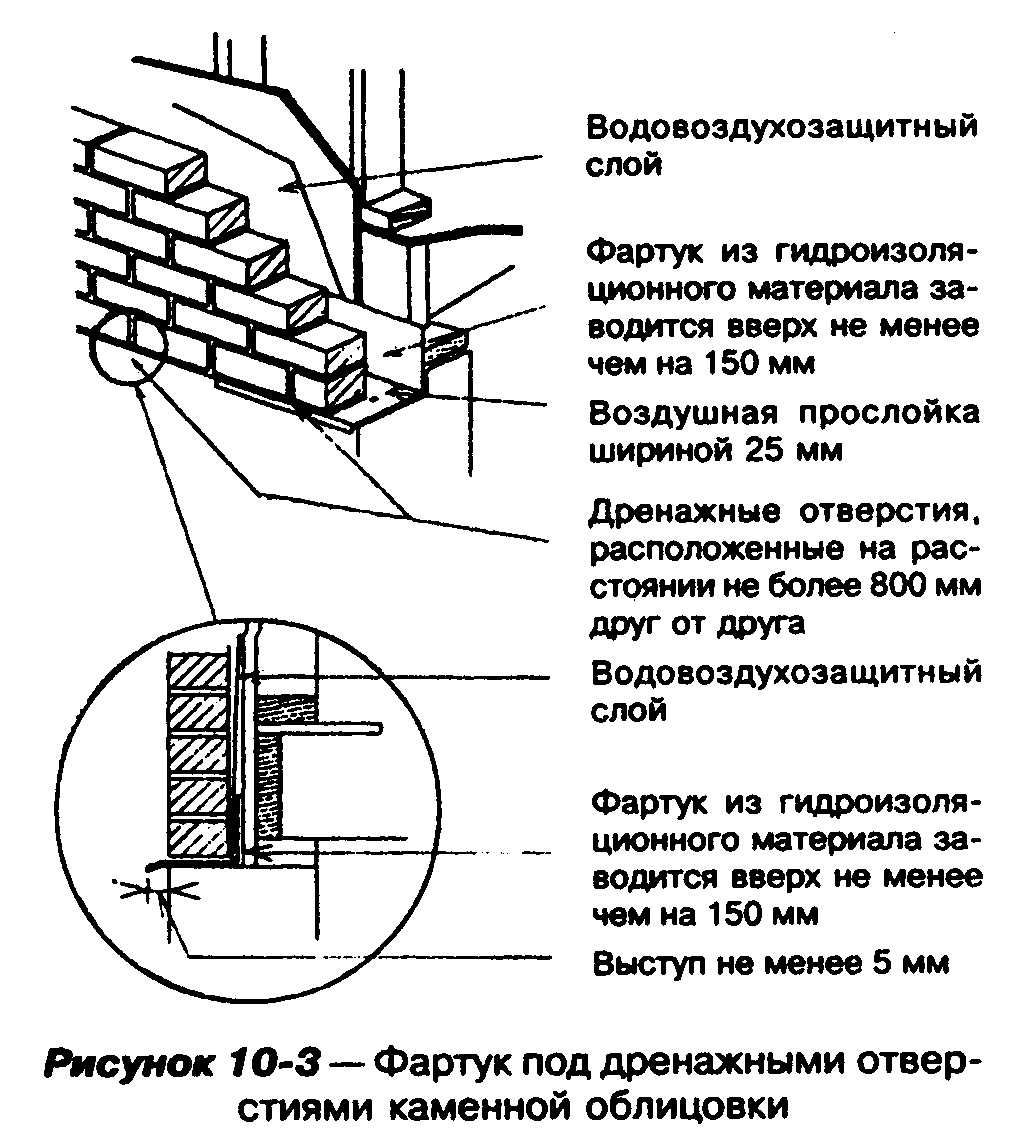 Водовоздухозащитный
слой
Фартук из гидроизоля-
ционного материала за-
водится вверх не менее
чем на 150 мм
Воздушная прослойка
шириной 25 мм
Дренажные отверстия,
расположенные на рас-
стоянии не более 800 мм
друг от друга
Водовоздухозащитный
слой
Фартук из гидроизоля-
ционного материала за-
водится вверх не менее
чем на 150 мм
Выступ не менее 5 мм
Рисунок 10-3 — Фартук под дренажными отвер-
стиями каменной облицовки